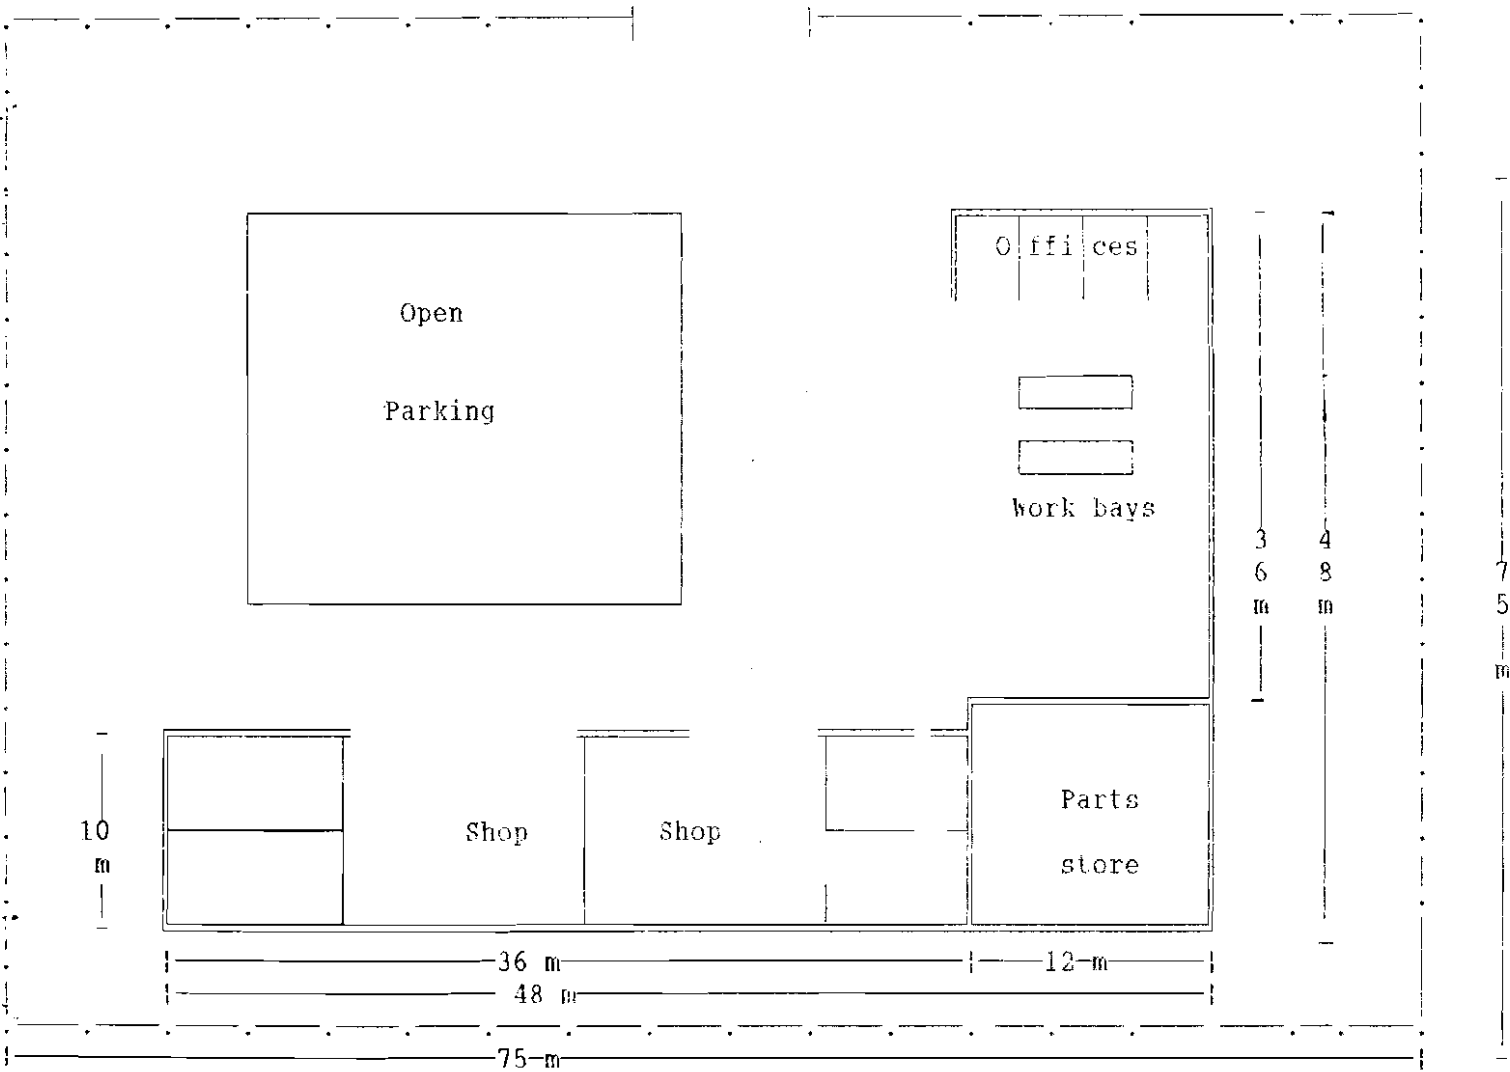 Offices
Open
Parking
Work bays
36 m
48 m
75 m
Parts
store
Shop
Shop
10 m
36 m
12 m
48 m
75 m